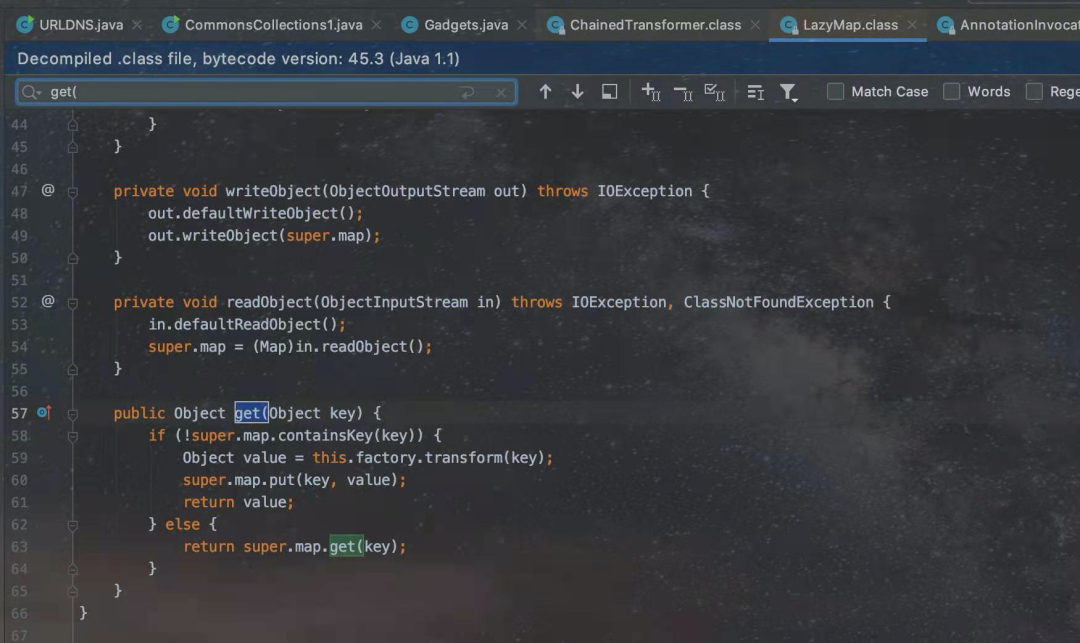 URLDNS.java CommonsCollections1.java Gadgets.java ChainedTransformer.class LazyMap.class AnnotationInvocat
Decompiled .class file, bytecode version: 45.3 (Java 1.1)
get( Match Case Words Rege
44 }
45 }
46
47 @ private void writeObject(ObjectOutputStream out) throws IOException {
48 out.defaultWriteObject();
49 out.writeObject(super.map);
50 }
51
52 @ private void readObject(ObjectInputStream in) throws IOException, ClassNotFoundException {
53 in.defaultReadObject();
54 super.map = (Map)in.readObject();
55 }
56
57 public Object get(Object key) {
58 if (!super.map.containsKey(key)) {
59 Object value = this.factory.transform(key);
60 super.map.put(key, value);
61 return value;
62 } else {
63 return super.map.get(key);
64 }
65 }
66 }
67